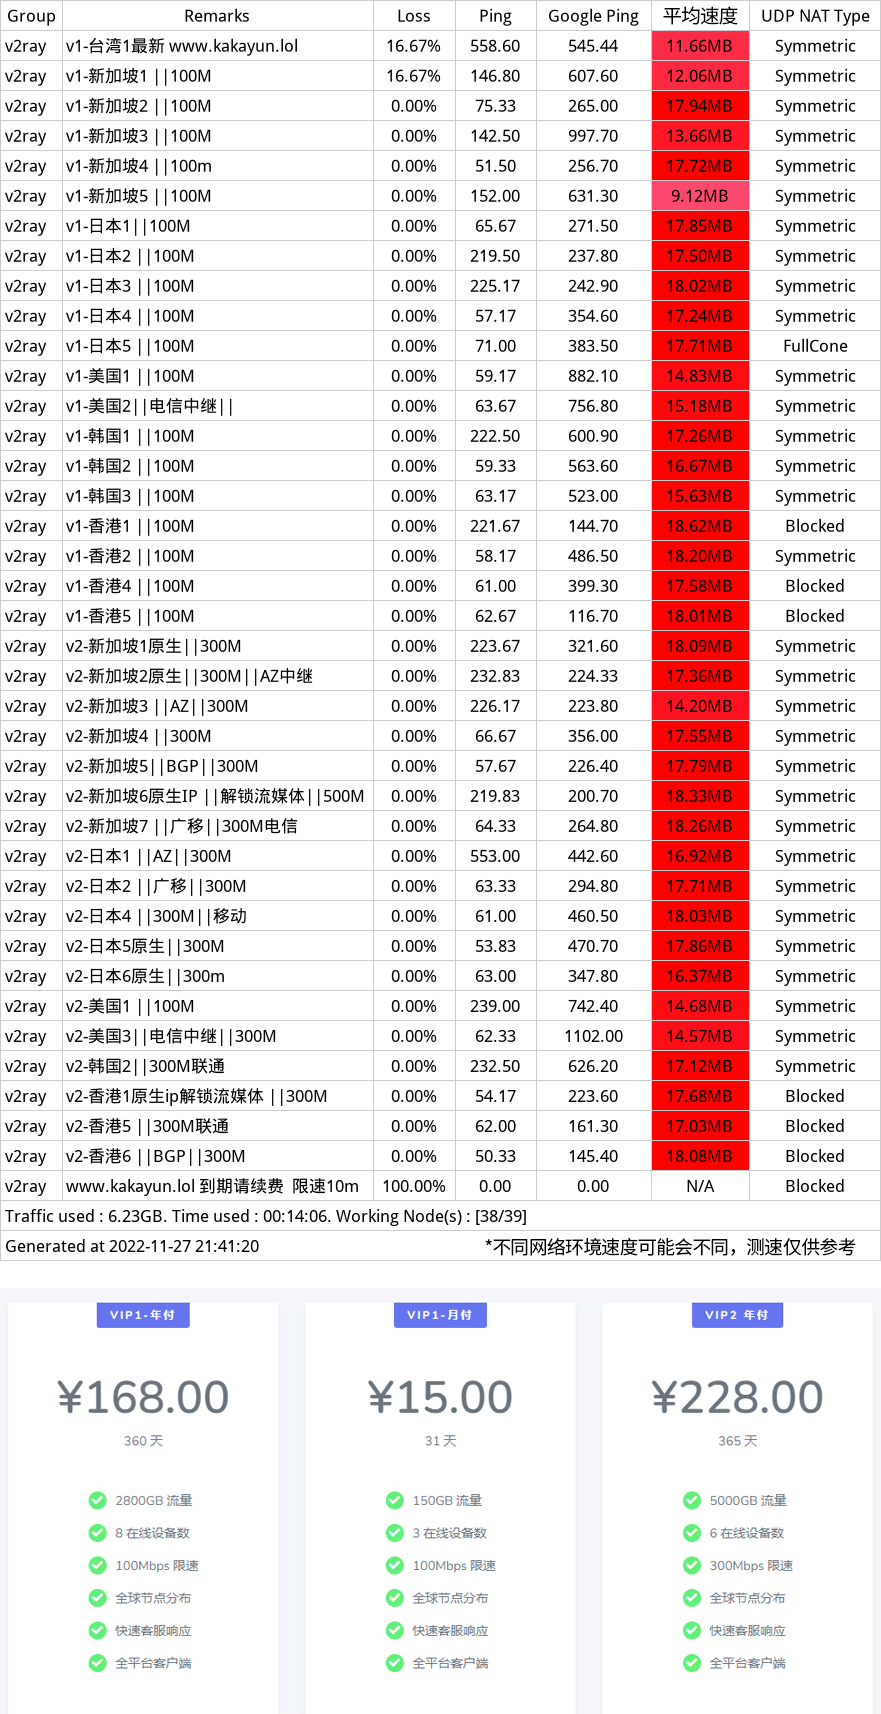 Group Remarks Loss Ping Google Ping 平均速度 UDP NAT Type
v2ray v1-台湾1最新 www.kakayun.lol 16.67% 558.60 545.44 11.66MB Symmetric
v2ray v1-新加坡1 ||100M 16.67% 146.80 607.60 12.06MB Symmetric
v2ray v1-新加坡2 ||100M 0.00% 75.33 265.00 17.94MB Symmetric
v2ray v1-新加坡3 ||100M 0.00% 142.50 997.70 13.66MB Symmetric
v2ray v1-新加坡4 ||100m 0.00% 51.50 256.70 17.72MB Symmetric
v2ray v1-新加坡5 ||100M 0.00% 152.00 631.30 9.12MB Symmetric
v2ray v1-日本1||100M 0.00% 65.67 271.50 17.85MB Symmetric
v2ray v1-日本2 ||100M 0.00% 219.50 237.80 17.50MB Symmetric
v2ray v1-日本3 ||100M 0.00% 225.17 242.90 18.02MB Symmetric
v2ray v1-日本4 ||100M 0.00% 57.17 354.60 17.24MB Symmetric
v2ray v1-日本5 ||100M 0.00% 71.00 383.50 17.71MB FullCone
v2ray v1-美国1 ||100M 0.00% 59.17 882.10 14.83MB Symmetric
v2ray v1-美国2||电信中继|| 0.00% 63.67 756.80 15.18MB Symmetric
v2ray v1-韩国1 ||100M 0.00% 222.50 600.90 17.26MB Symmetric
v2ray v1-韩国2 ||100M 0.00% 59.33 563.60 16.67MB Symmetric
v2ray v1-韩国3 ||100M 0.00% 63.17 523.00 15.63MB Symmetric
v2ray v1-香港1 ||100M 0.00% 221.67 144.70 18.62MB Blocked
v2ray v1-香港2 ||100M 0.00% 58.17 486.50 18.20MB Symmetric
v2ray v1-香港4 ||100M 0.00% 61.00 399.30 17.58MB Blocked
v2ray v1-香港5 ||100M 0.00% 62.67 116.70 18.01MB Blocked
v2ray v2-新加坡1原生||300M 0.00% 223.67 321.60 18.09MB Symmetric
v2ray v2-新加坡2原生||300M||AZ中继 0.00% 232.83 224.33 17.36MB Symmetric
v2ray v2-新加坡3 ||AZ||300M 0.00% 226.17 223.80 14.20MB Symmetric
v2ray v2-新加坡4 ||300M 0.00% 66.67 356.00 17.55MB Symmetric
v2ray v2-新加坡5||BGP||300M 0.00% 57.67 226.40 17.79MB Symmetric
v2ray v2-新加坡6原生IP ||解锁流媒体||500M 0.00% 219.83 200.70 18.33MB Symmetric
v2ray v2-新加坡7 ||广移||300M电信 0.00% 64.33 264.80 18.26MB Symmetric
v2ray v2-日本1 ||AZ||300M 0.00% 553.00 442.60 16.92MB Symmetric
v2ray v2-日本2 ||广移||300M 0.00% 63.33 294.80 17.71MB Symmetric
v2ray v2-日本4 ||300M||移动 0.00% 61.00 460.50 18.03MB Symmetric
v2ray v2-日本5原生||300M 0.00% 53.83 470.70 17.86MB Symmetric
v2ray v2-日本6原生||300m 0.00% 63.00 347.80 16.37MB Symmetric
v2ray v2-美国1 ||100M 0.00% 239.00 742.40 14.68MB Symmetric
v2ray v2-美国3||电信中继||300M 0.00% 62.33 1102.00 14.57MB Symmetric
v2ray v2-韩国2||300M联通 0.00% 232.50 626.20 17.12MB Symmetric
v2ray v2-香港1原生ip解锁流媒体 ||300M 0.00% 54.17 223.60 17.68MB Blocked
v2ray v2-香港5 ||300M联通 0.00% 62.00 161.30 17.03MB Blocked
v2ray v2-香港6 ||BGP||300M 0.00% 50.33 145.40 18.08MB Blocked
v2ray www.kakayun.lol 到期请续费 限速10m 100.00% 0.00 0.00 N/A Blocked
Traffic used : 6.23GB. Time used : 00:14:06. Working Node(s) : [38/39]
Generated at 2022-11-27 21:41:20 *不同网络环境速度可能会不同，测速仅供参考
VIP1-年付
¥168.00
360 天
2800GB 流量
8 在线设备数
100Mbps 限速
全球节点分布
快速客服响应
全平台客户端
VIP1-月付
¥15.00
31 天
150GB 流量
3 在线设备数
100Mbps 限速
全球节点分布
快速客服响应
全平台客户端
VIP2 年付
¥228.00
365 天
5000GB 流量
6 在线设备数
300Mbps 限速
全球节点分布
快速客服响应
全平台客户端